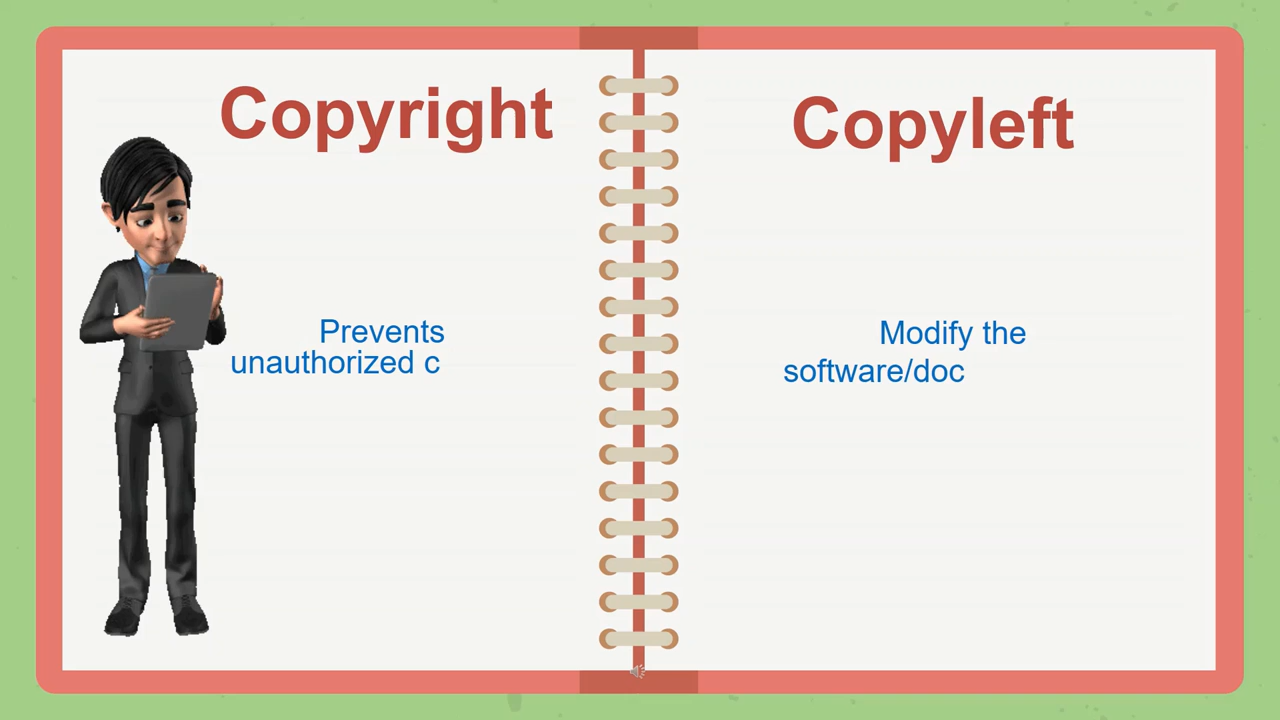 Copyright
Prevents
unauthorized c
Copyleft
Modify the
software/doc